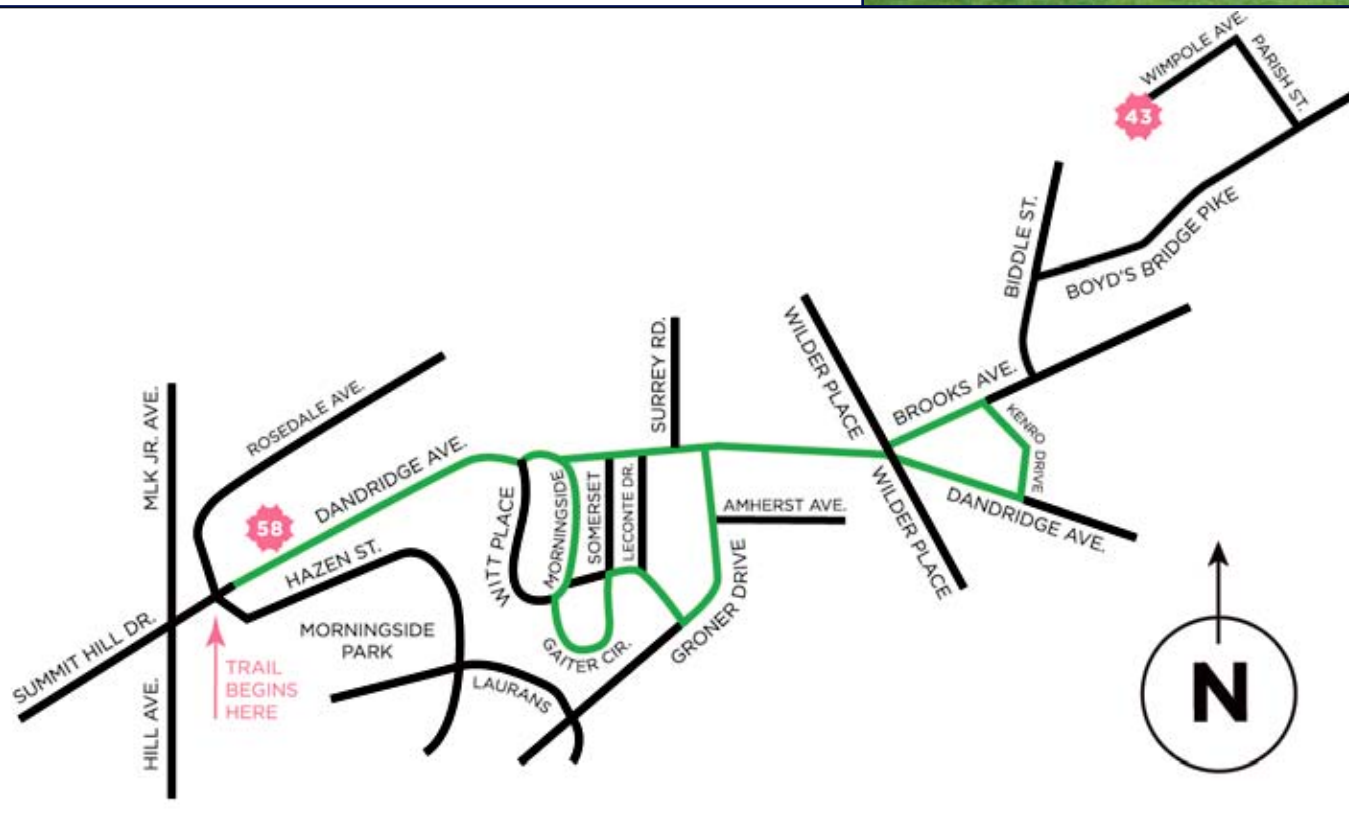 WIMPOLE AVE.
PARISH ST.
43
BIDDLE ST.
BOYD'S BRIDGE PIKE
WILDER PLACE
SURREY RD.
BROOKS AVE.
KENRO DRIVE
MLK JR. AVE.
ROSEDALE AVE.
DANDRIDGE AVE.
58
HAZEN ST.
WITT PLACE
MORNINGSIDE
SOMERSET
LECONTE DR.
AMHERST AVE.
WILDER PLACE
DANDRIDGE AVE.
SUMMIT HILL DR.
MORNINGSIDE
PARK
GAITER CIR.
GRONER DRIVE
TRAIL
BEGINS
HERE
LAURANS
HILL AVE.
N